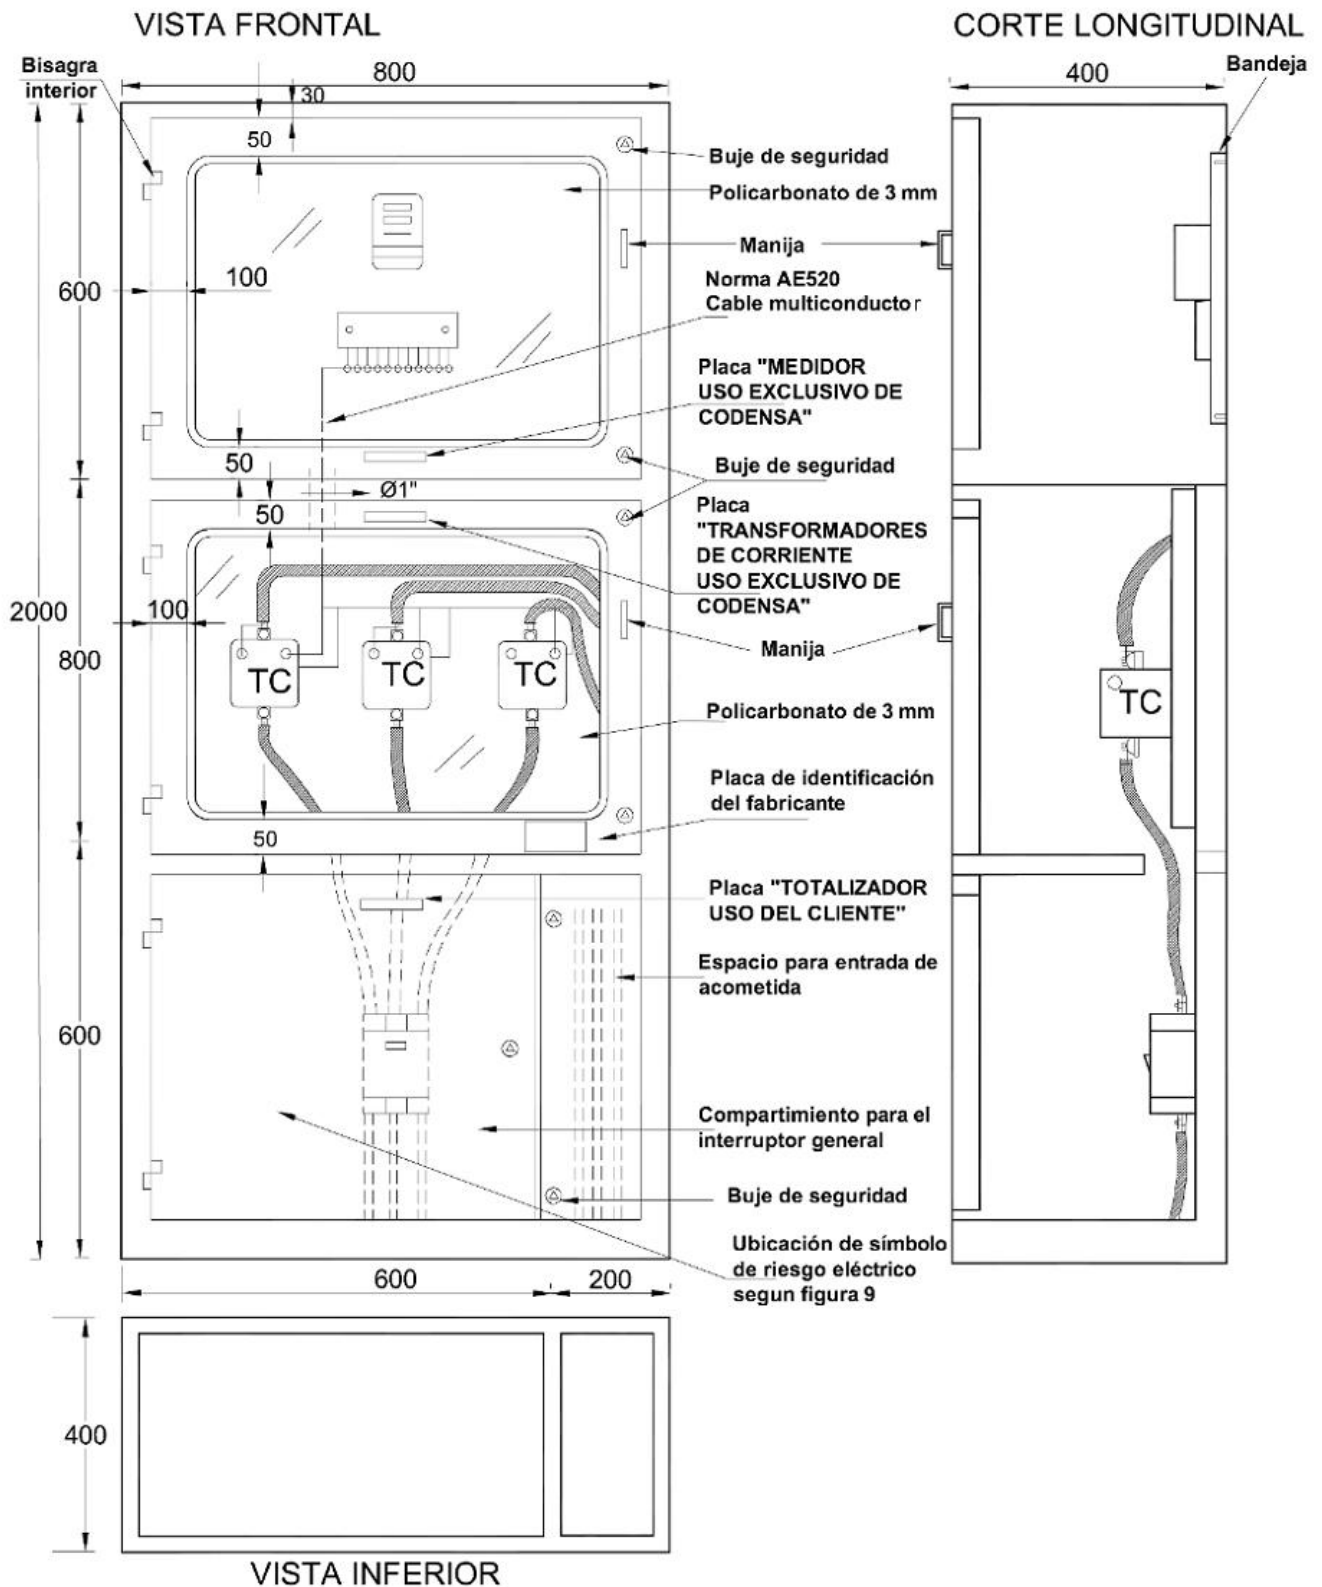 VISTA FRONTAL
CORTE LONGITUDINAL
Bisagra
interior
800
400
Bandeja
30
50
Buje de seguridad
Policarbonato de 3 mm
Manija
600
100
Norma AE520
Cable multiconductor
Placa "MEDIDOR
USO EXCLUSIVO DE
CODENSA"
50
Buje de seguridad
Ø1"
50
Placa
"TRANSFORMADORES
DE CORRIENTE
USO EXCLUSIVO DE
CODENSA"
2000
100
800
Manija
TC
TC
TC
TC
Policarbonato de 3 mm
Placa de identificación
del fabricante
50
Placa "TOTALIZADOR
USO DEL CLIENTE"
Espacio para entrada de
acometida
600
Compartimiento para el
interruptor general
Buje de seguridad
Ubicación de símbolo
de riesgo eléctrico
segun figura 9
600
200
400
VISTA INFERIOR